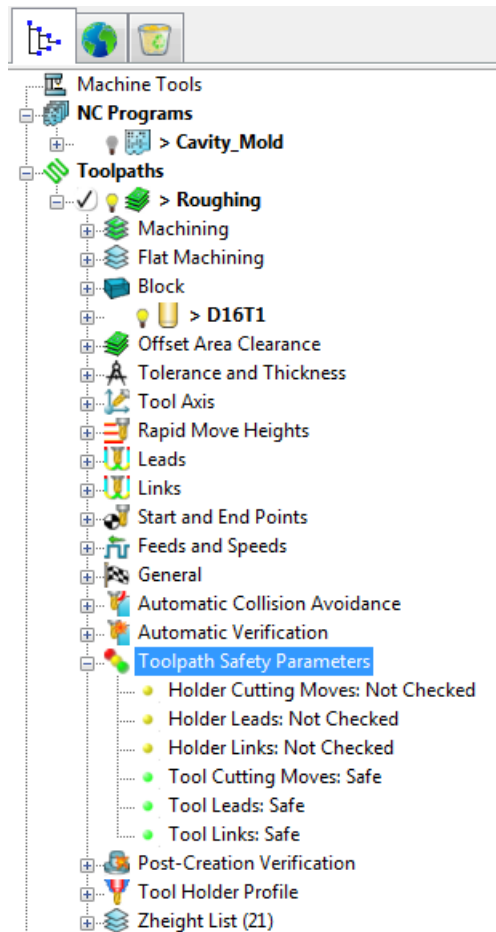 Machine Tools
NC Programs
> Cavity_Mold
Toolpaths
> Roughing
Machining
Flat Machining
Block
> D16T1
Offset Area Clearance
Tolerance and Thickness
Tool Axis
Rapid Move Heights
Leads
Links
Start and End Points
Feeds and Speeds
General
Automatic Collision Avoidance
Automatic Verification
Toolpath Safety Parameters
Holder Cutting Moves: Not Checked
Holder Leads: Not Checked
Holder Links: Not Checked
Tool Cutting Moves: Safe
Tool Leads: Safe
Tool Links: Safe
Post-Creation Verification
Tool Holder Profile
Zheight List (21)